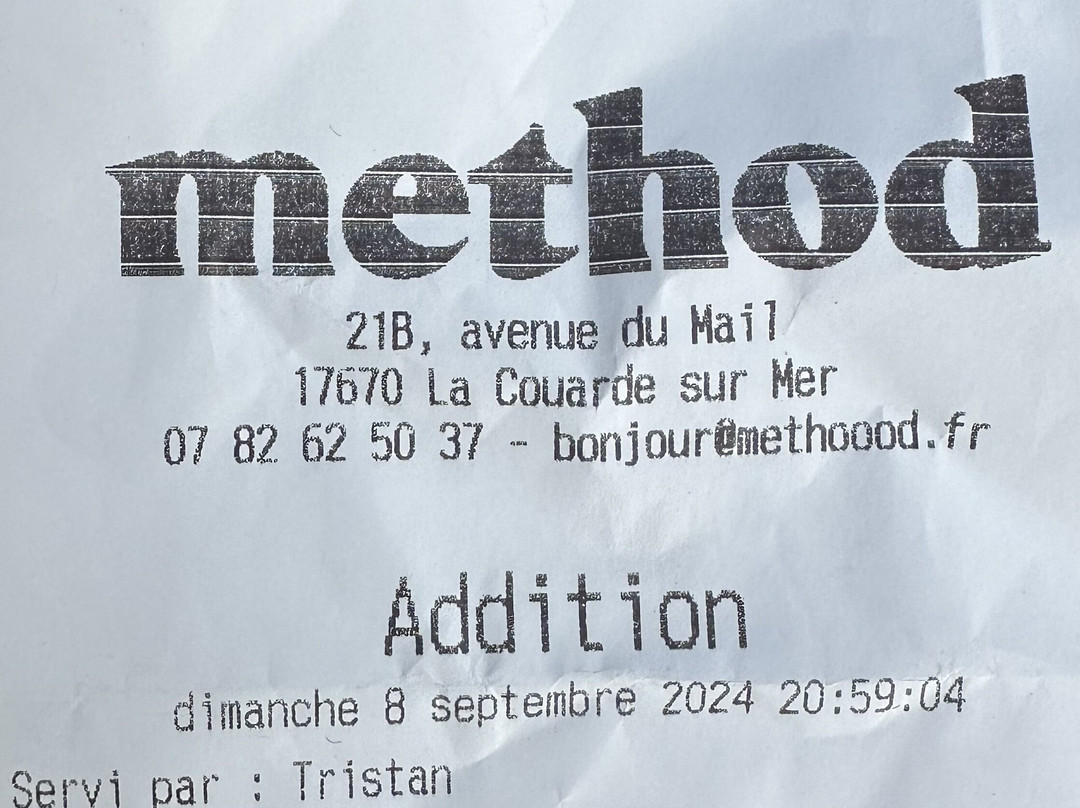 method
21B, avenue du Mail
17670 La Couarde sur Mer
07 82 62 50 37 - bonjour@methoood.fr
Addition
dimanche 8 septembre 2024 20:59:04
Servi par : Tristan